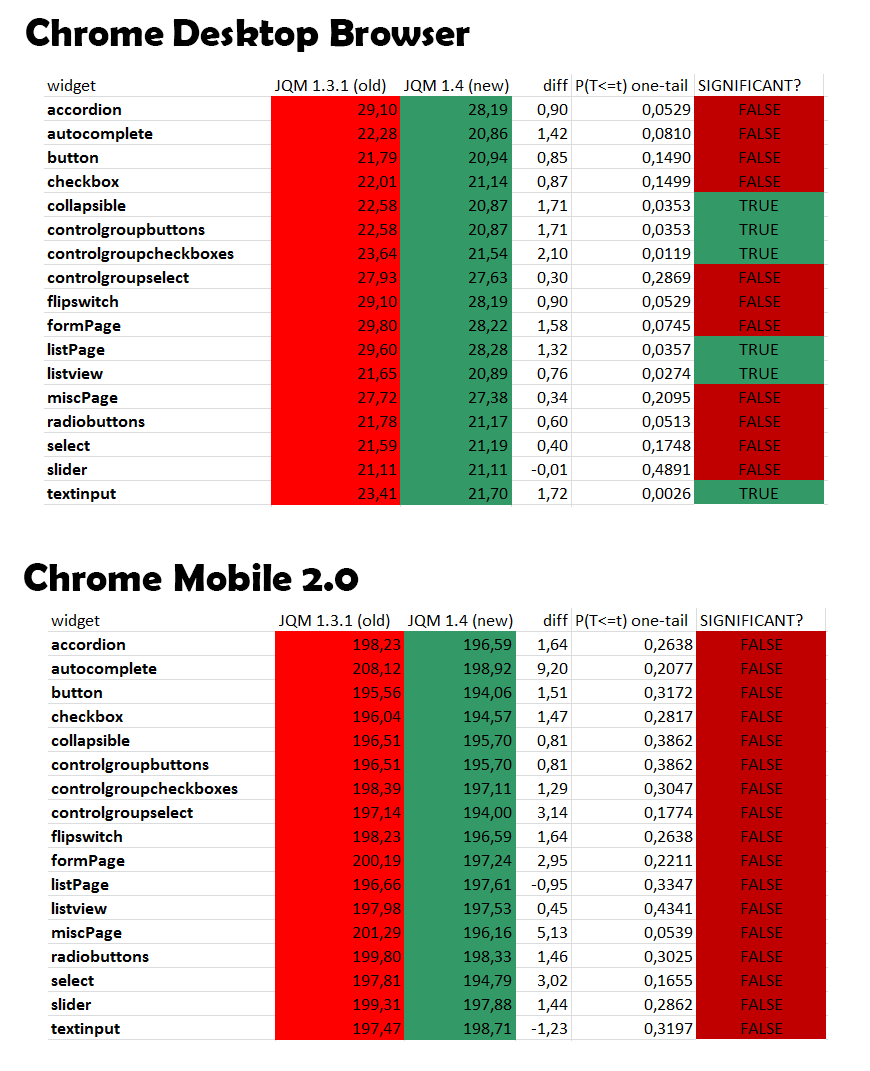 Chrome Desktop Browser
widget JQM 1.3.1 (old) JQM 1.4 (new) diff P(T<=t) one-tail SIGNIFICANT?
accordion 29,10 28,19 0,90 0,0529 FALSE
autocomplete 22,28 20,86 1,42 0,0810 FALSE
button 21,79 20,94 0,85 0,1490 FALSE
checkbox 22,01 21,14 0,87 0,1499 FALSE
collapsible 22,58 20,87 1,71 0,0353 TRUE
controlgroupbuttons 22,58 20,87 1,71 0,0353 TRUE
controlgroupcheckboxes 23,64 21,54 2,10 0,0119 TRUE
controlgroupselect 27,93 27,63 0,30 0,2869 FALSE
flipswitch 29,10 28,19 0,90 0,0529 FALSE
formPage 29,80 28,22 1,58 0,0745 FALSE
listPage 29,60 28,28 1,32 0,0357 TRUE
listview 21,65 20,89 0,76 0,0274 TRUE
miscPage 27,72 27,38 0,34 0,2095 FALSE
radiobuttons 21,78 21,17 0,60 0,0513 FALSE
select 21,59 21,19 0,40 0,1748 FALSE
slider 21,11 21,11 -0,01 0,4891 FALSE
textinput 23,41 21,70 1,72 0,0026 TRUE
Chrome Mobile 2.0
widget JQM 1.3.1 (old) JQM 1.4 (new) diff P(T<=t) one-tail SIGNIFICANT?
accordion 198,23 196,59 1,64 0,2638 FALSE
autocomplete 208,12 198,92 9,20 0,2077 FALSE
button 195,56 194,06 1,51 0,3172 FALSE
checkbox 196,04 194,57 1,47 0,2817 FALSE
collapsible 196,51 195,70 0,81 0,3862 FALSE
controlgroupbuttons 196,51 195,70 0,81 0,3862 FALSE
controlgroupcheckboxes 198,39 197,11 1,29 0,3047 FALSE
controlgroupselect 197,14 194,00 3,14 0,1774 FALSE
flipswitch 198,23 196,59 1,64 0,2638 FALSE
formPage 200,19 197,24 2,95 0,2211 FALSE
listPage 196,66 197,61 -0,95 0,3347 FALSE
listview 197,98 197,53 0,45 0,4341 FALSE
miscPage 201,29 196,16 5,13 0,0539 FALSE
radiobuttons 199,80 198,33 1,46 0,3025 FALSE
select 197,81 194,79 3,02 0,1655 FALSE
slider 199,31 197,88 1,44 0,2862 FALSE
textinput 197,47 198,71 -1,23 0,3197 FALSE